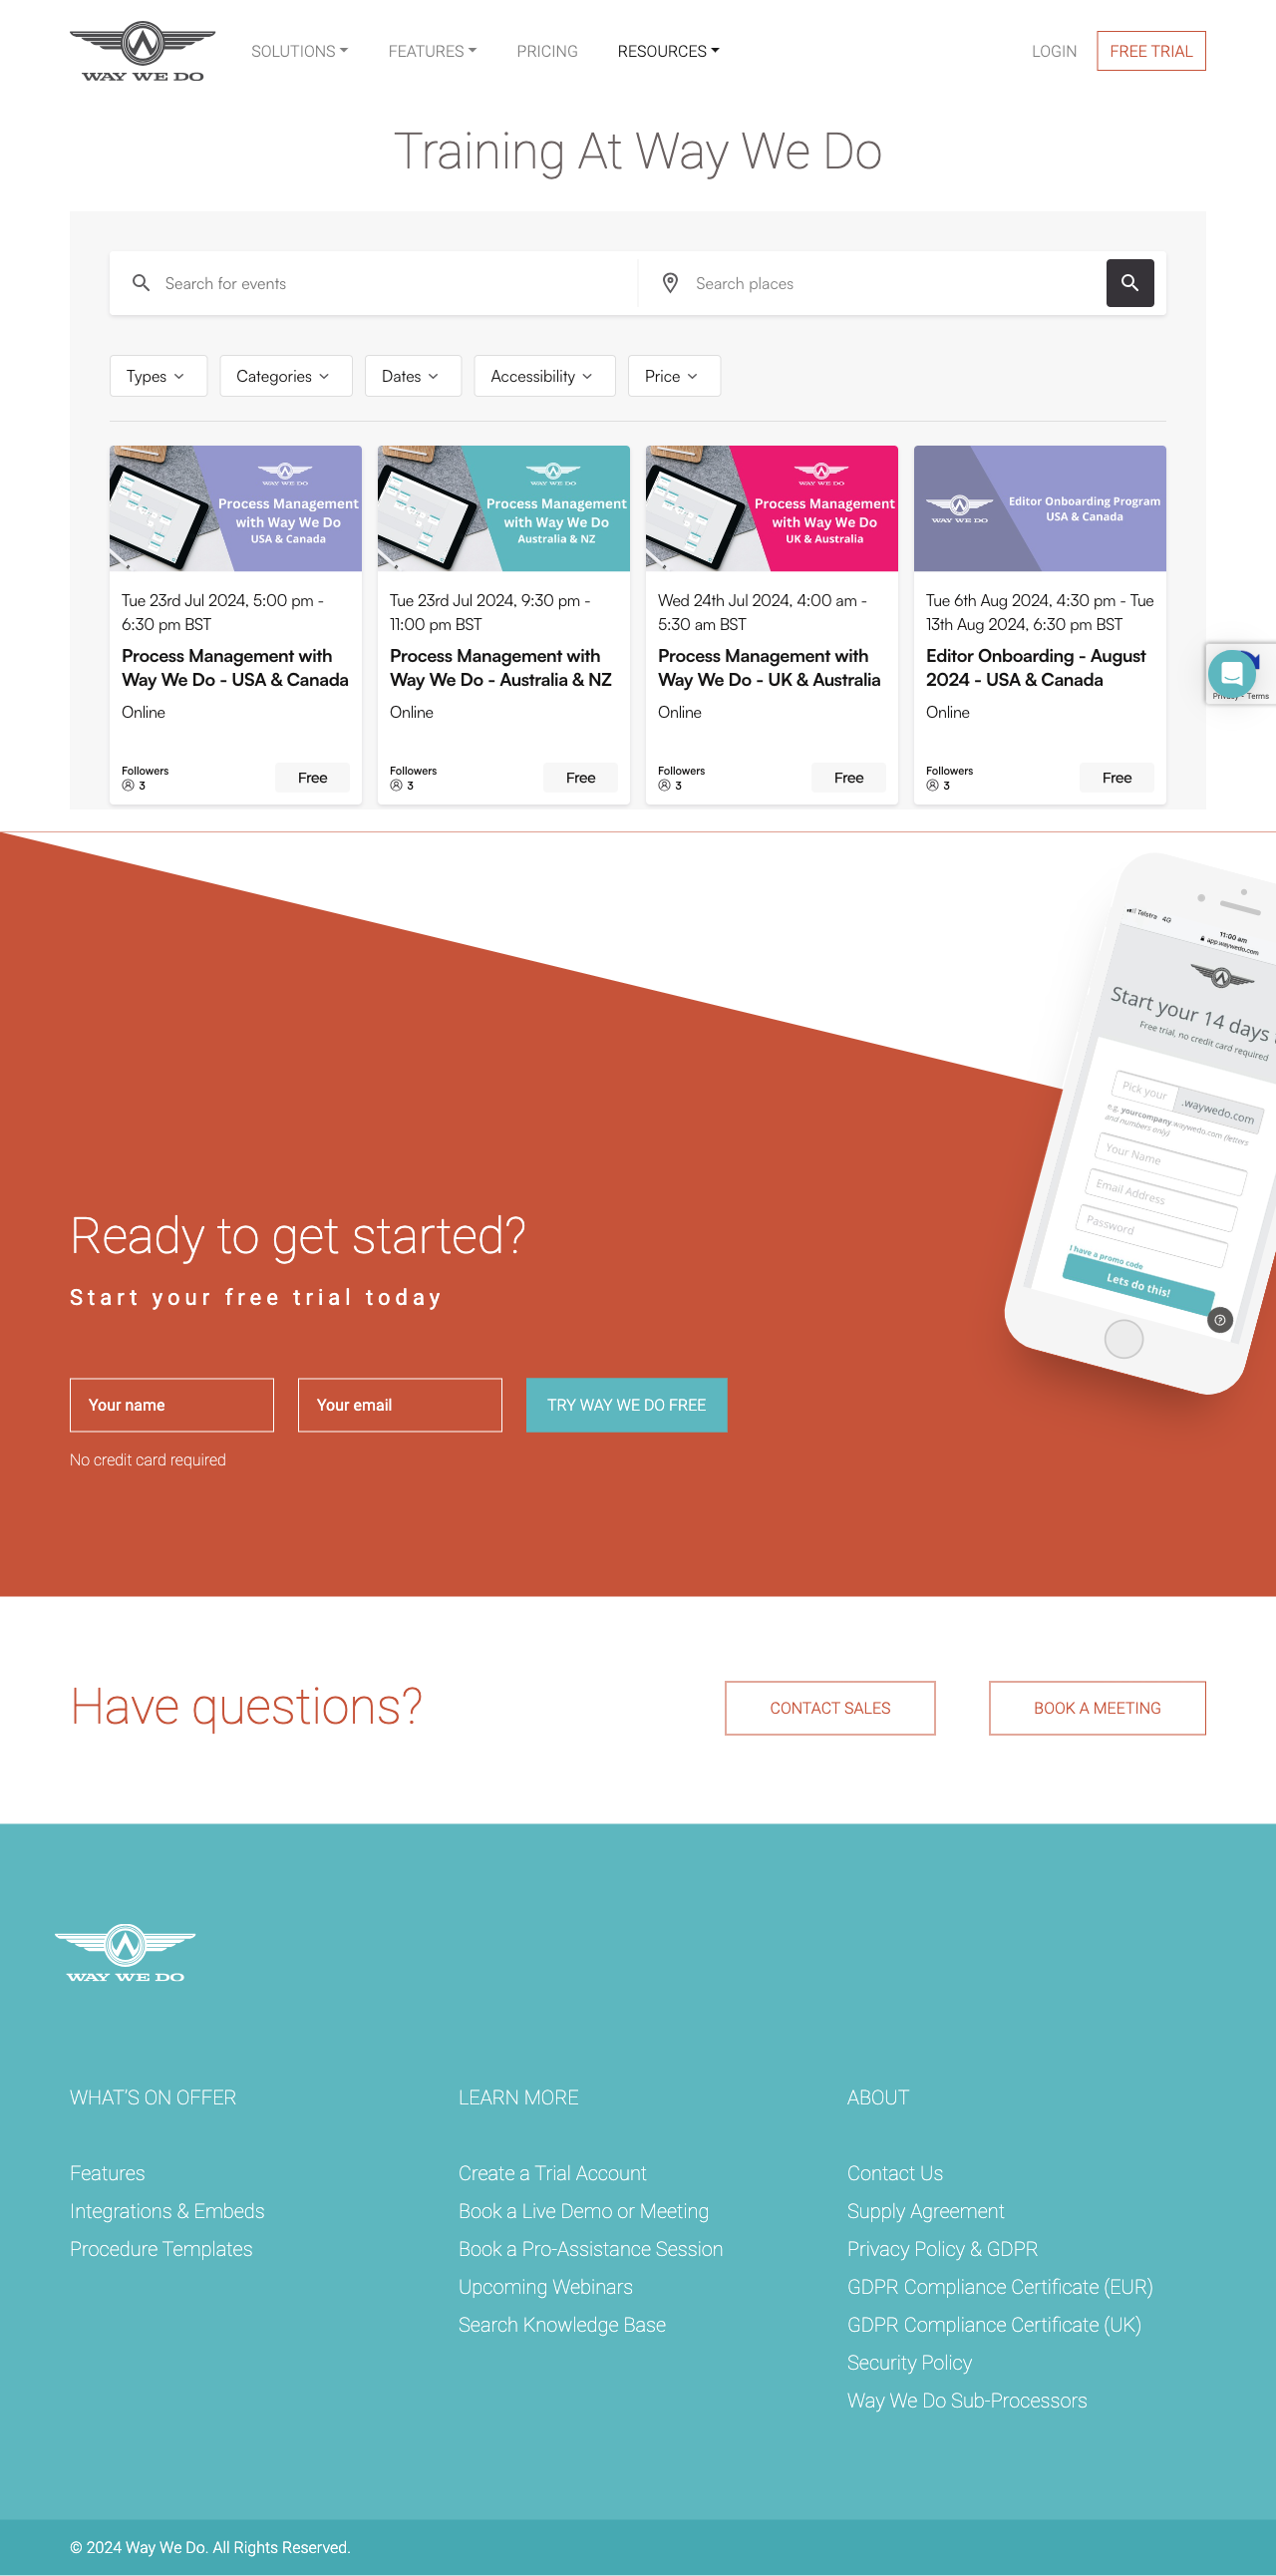 WAY WE DO
SOLUTIONS
FEATURES
PRICING
RESOURCES
LOGIN
FREE TRIAL
Training At Way We Do
Search for events
Search places
Types
Categories
Dates
Accessibility
Price
WAY WE DO
Process Management
with Way We Do
USA & Canada
Tue 23rd Jul 2024, 5:00 pm -
6:30 pm BST
Process Management with
Way We Do - USA & Canada
Online
Followers
3
Free
WAY WE DO
Process Management
with Way We Do
Australia & NZ
Tue 23rd Jul 2024, 9:30 pm -
11:00 pm BST
Process Management with
Way We Do - Australia & NZ
Online
Followers
3
Free
WAY WE DO
Process Management
with Way We Do
UK & Australia
Wed 24th Jul 2024, 4:00 am -
5:30 am BST
Process Management with
Way We Do - UK & Australia
Online
Followers
3
Free
WAY WE DO
Editor Onboarding Program
USA & Canada
Tue 6th Aug 2024, 4:30 pm - Tue
13th Aug 2024, 6:30 pm BST
Editor Onboarding - August
2024 - USA & Canada
Online
Followers
3
Free
- Terms
Telstra 4G
11:00 am
app.waywedo.com
Start your 14 days
Free trial, no credit card required
Pick your
.waywedo.com
e.g. yourcompany.waywedo.com (letters
and numbers only)
Your Name
Email Address
Password
I have a promo code
Lets do this!
Ready to get started?
Start your free trial today
Your name
Your email
TRY WAY WE DO FREE
No credit card required
Have questions?
CONTACT SALES
BOOK A MEETING
WAY WE DO
WHAT'S ON OFFER
Features
Integrations & Embeds
Procedure Templates
LEARN MORE
Create a Trial Account
Book a Live Demo or Meeting
Book a Pro-Assistance Session
Upcoming Webinars
Search Knowledge Base
ABOUT
Contact Us
Supply Agreement
Privacy Policy & GDPR
GDPR Compliance Certificate (EUR)
GDPR Compliance Certificate (UK)
Security Policy
Way We Do Sub-Processors
© 2024 Way We Do. All Rights Reserved.